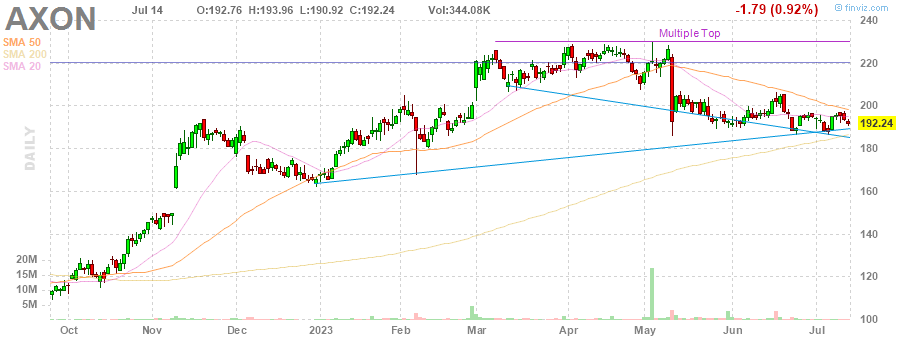 AXON Jul 14 O:192.76 H:193.96 L:190.92 C:192.24 Vol:344.08K -1.79 (0.92%) © finviz.com
SMA 50
SMA 200
SMA 20
DAILY
Multiple Top
240
220
200
192.24
180
160
140
120
100
20M
15M
10M
5M
Oct Nov Dec 2023 Feb Mar Apr May Jun Jul